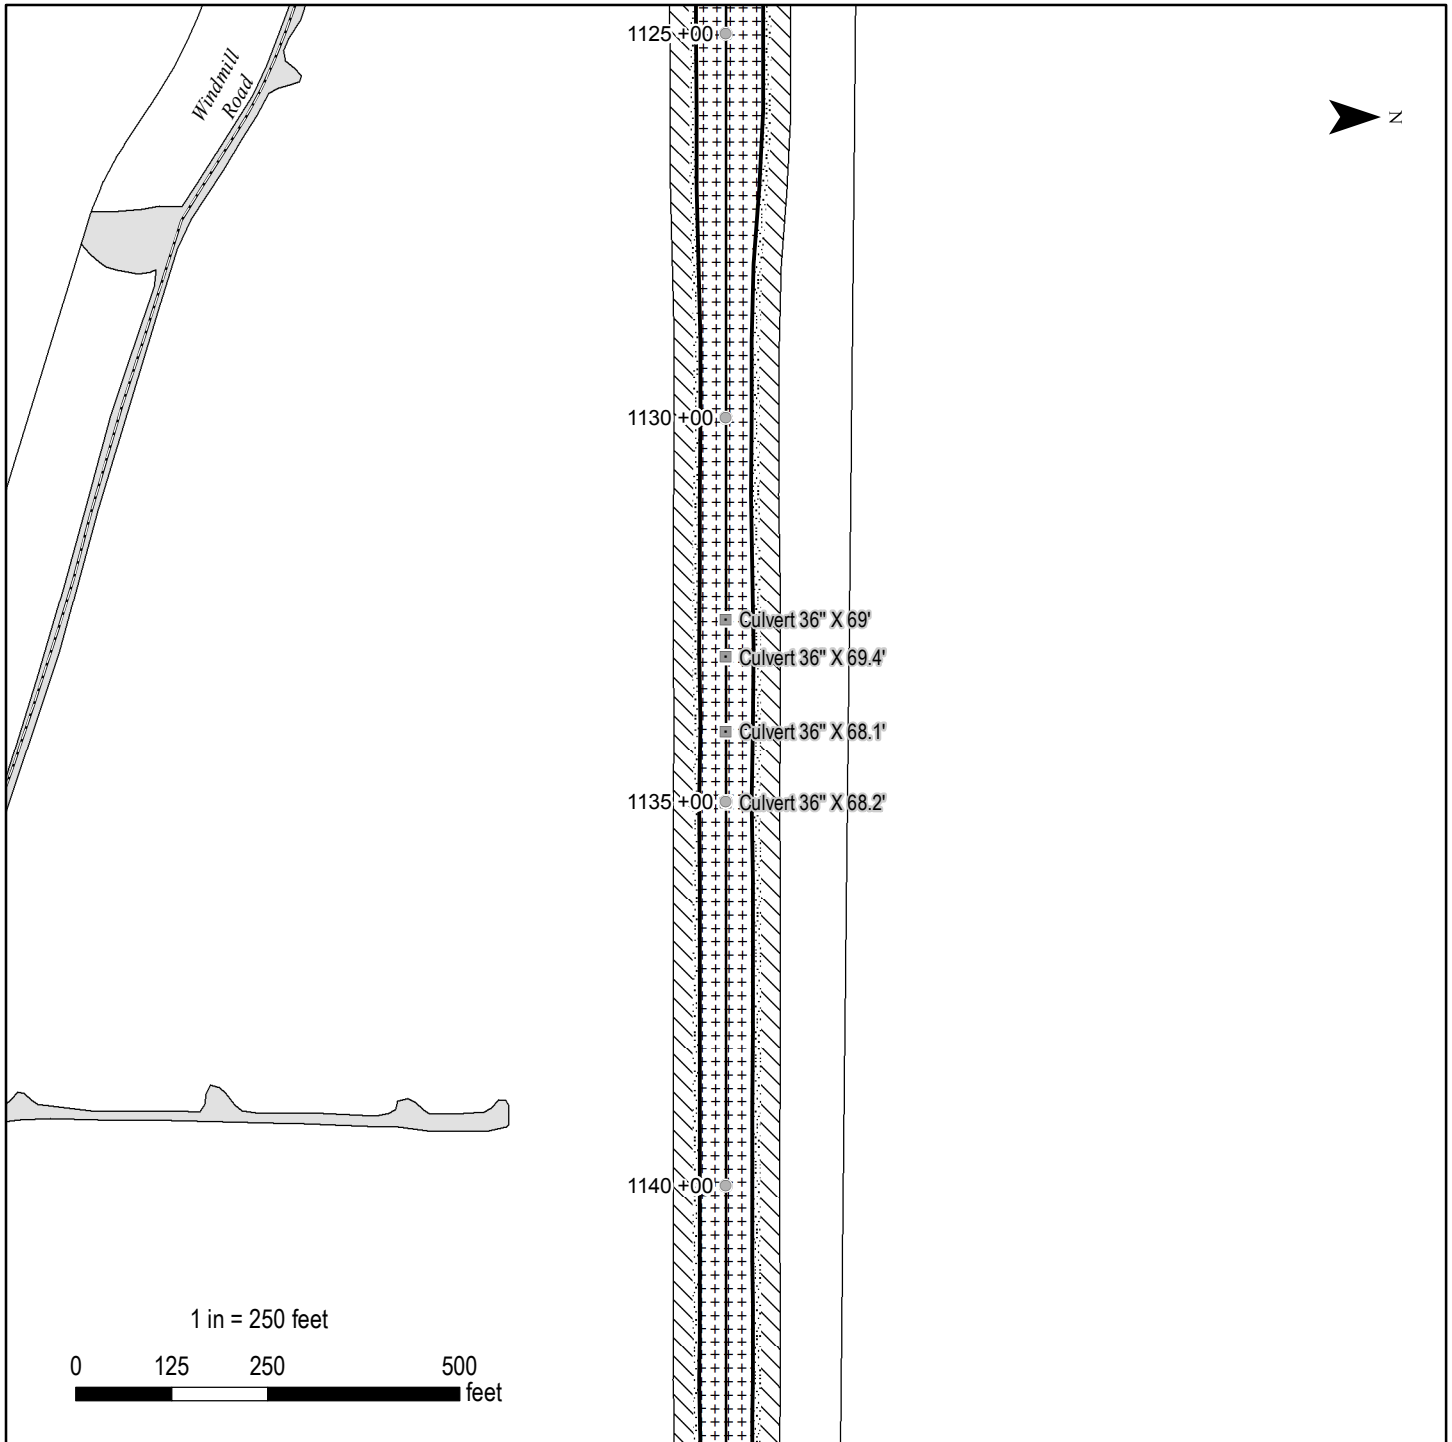 1125 +00
Windmill
Road
N
1130 +00
Culvert 36" X 69'
Culvert 36" X 69.4'
Culvert 36" X 68.1'
1135 +00
Culvert 36" X 68.2'
1140 +00
1 in = 250 feet
0 125 250 500
feet